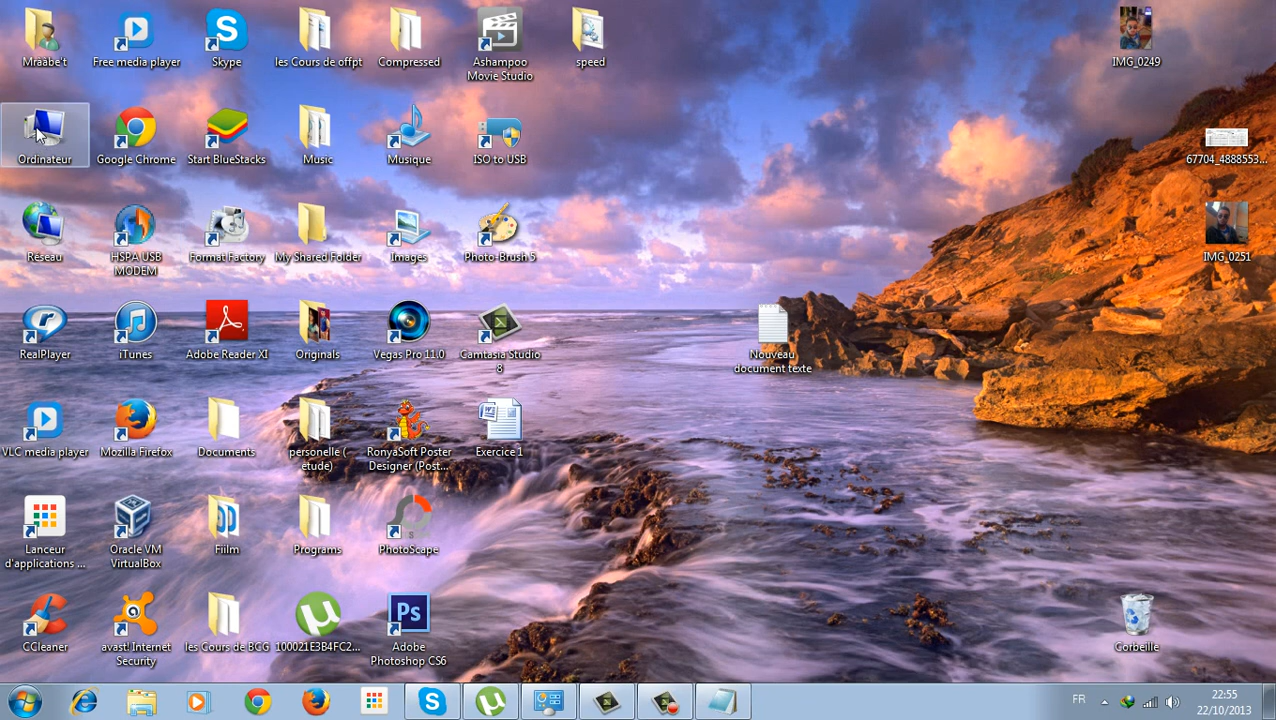 Mraabe't
Free media player
Skype
les Cours de offpt
Compressed
Ashampoo
Movie Studio
speed
IMG_0249
Ordinateur
Google Chrome
Start BlueStacks
Music
Musique
ISO to USB
67704_4888553...
Réseau
HSPA USB
MODEM
Format Factory
My Shared Folder
Images
Photo-Brush 5
IMG_0251
RealPlayer
iTunes
Adobe Reader XI
Originals
Vegas Pro 11.0
Camtasia Studio
8
Nouveau
document texte
VLC media player
Mozilla Firefox
Documents
personelle (
etude)
RonyaSoft Poster
Designer (Post...
Exercice 1
Lanceur
d'applications ...
Oracle VM
VirtualBox
Fiilm
Programs
PhotoScape
CCleaner
avast! Internet
Security
les Cours de BGG
100021E3B4FC2...
Ps
Adobe
Photoshop CS6
Corbeille
FR
22:55
22/10/2013